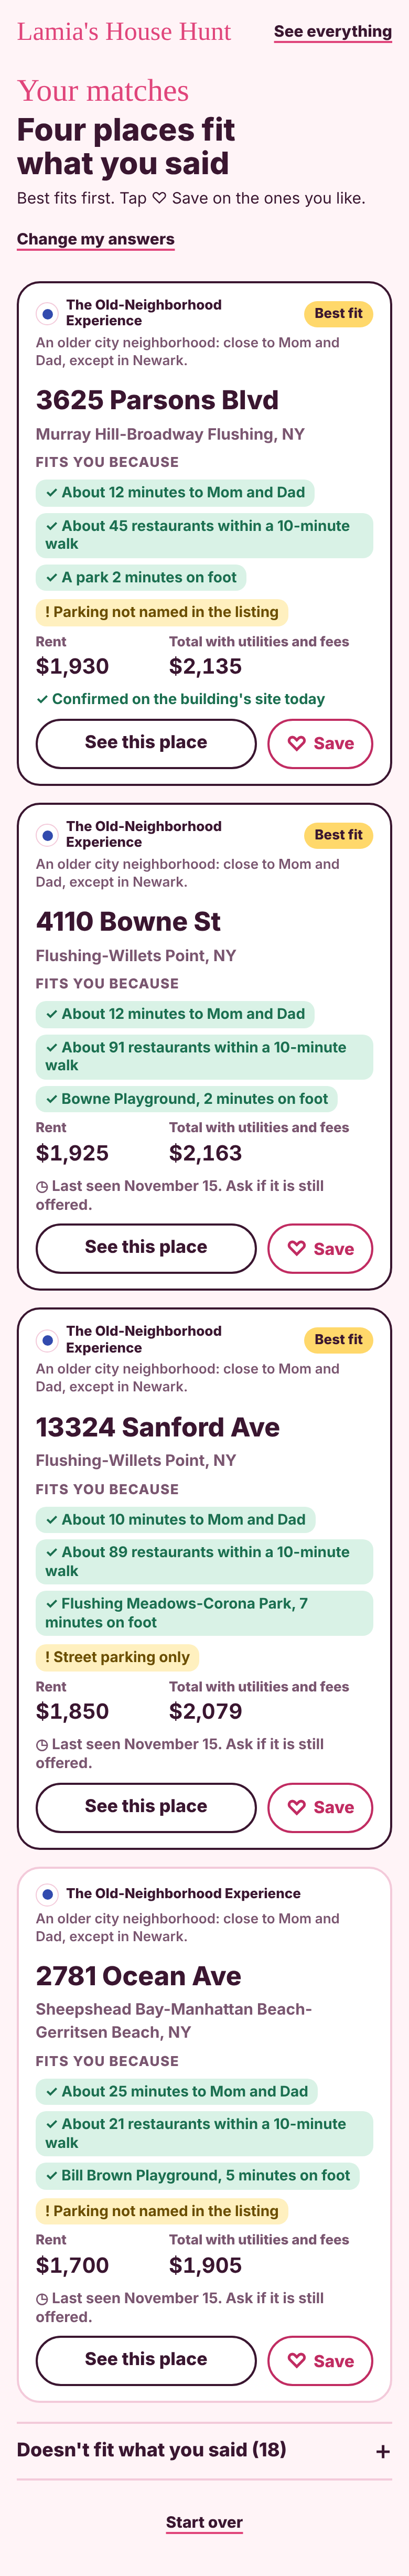 Lamia's House Hunt
See everything
Your matches
Four places fit
what you said
Best fits first. Tap ♡ Save on the ones you like.
Change my answers
The Old-Neighborhood
Experience
Best fit
An older city neighborhood: close to Mom and
Dad, except in Newark.
3625 Parsons Blvd
Murray Hill-Broadway Flushing, NY
FITS YOU BECAUSE
✓ About 12 minutes to Mom and Dad
✓ About 45 restaurants within a 10-minute
walk
✓ A park 2 minutes on foot
! Parking not named in the listing
Rent
Total with utilities and fees
$1,930
$2,135
✓ Confirmed on the building's site today
See this place
♡ Save
The Old-Neighborhood
Experience
Best fit
An older city neighborhood: close to Mom and
Dad, except in Newark.
4110 Bowne St
Flushing-Willets Point, NY
FITS YOU BECAUSE
✓ About 12 minutes to Mom and Dad
✓ About 91 restaurants within a 10-minute
walk
✓ Bowne Playground, 2 minutes on foot
Rent
Total with utilities and fees
$1,925
$2,163
◷ Last seen November 15. Ask if it is still
offered.
See this place
♡ Save
The Old-Neighborhood
Experience
Best fit
An older city neighborhood: close to Mom and
Dad, except in Newark.
13324 Sanford Ave
Flushing-Willets Point, NY
FITS YOU BECAUSE
✓ About 10 minutes to Mom and Dad
✓ About 89 restaurants within a 10-minute
walk
✓ Flushing Meadows-Corona Park, 7
minutes on foot
! Street parking only
Rent
Total with utilities and fees
$1,850
$2,079
◷ Last seen November 15. Ask if it is still
offered.
See this place
♡ Save
The Old-Neighborhood Experience
An older city neighborhood: close to Mom and
Dad, except in Newark.
2781 Ocean Ave
Sheepshead Bay-Manhattan Beach-
Gerritsen Beach, NY
FITS YOU BECAUSE
✓ About 25 minutes to Mom and Dad
✓ About 21 restaurants within a 10-minute
walk
✓ Bill Brown Playground, 5 minutes on foot
! Parking not named in the listing
Rent
Total with utilities and fees
$1,700
$1,905
◷ Last seen November 15. Ask if it is still
offered.
See this place
♡ Save
Doesn't fit what you said (18)
+
Start over